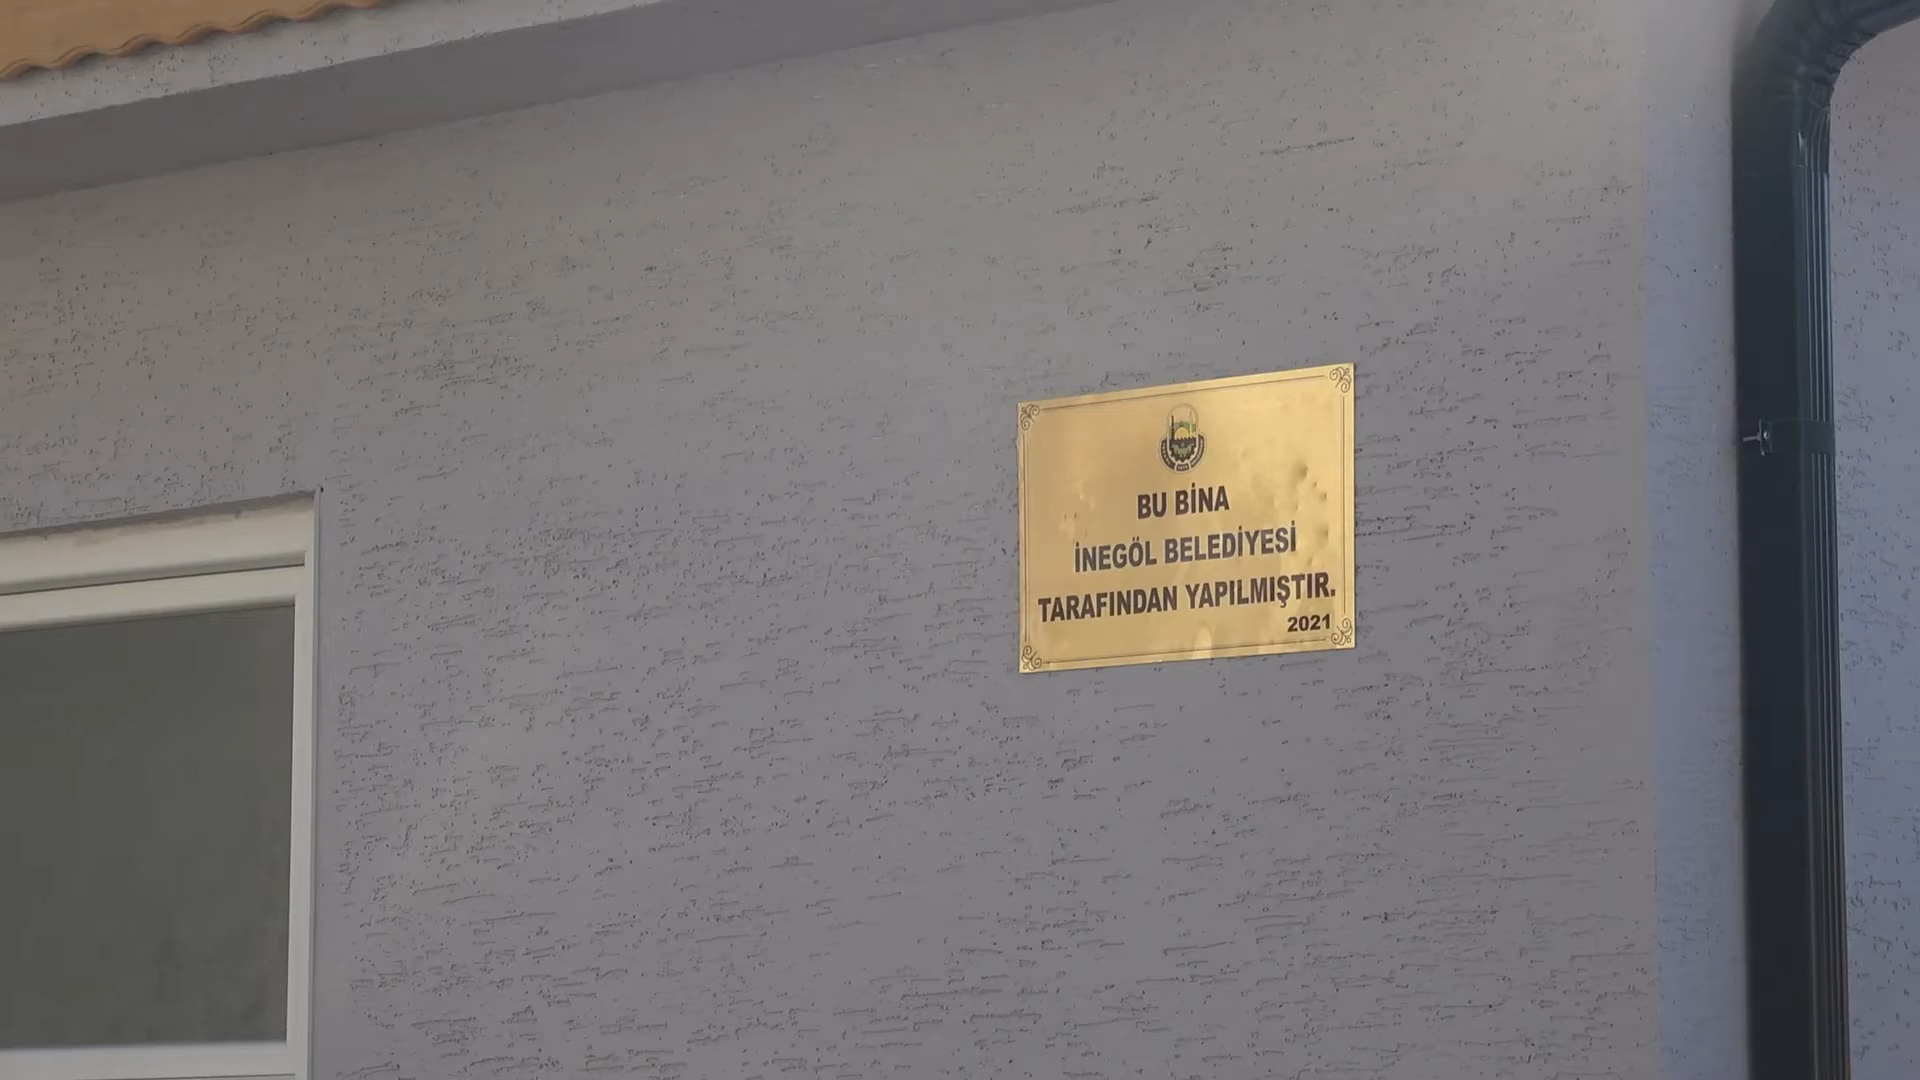 BU BİNA
İNEGÖL BELEDİYESİ
TARAFINDAN YAPILMIŞTIR.
2021